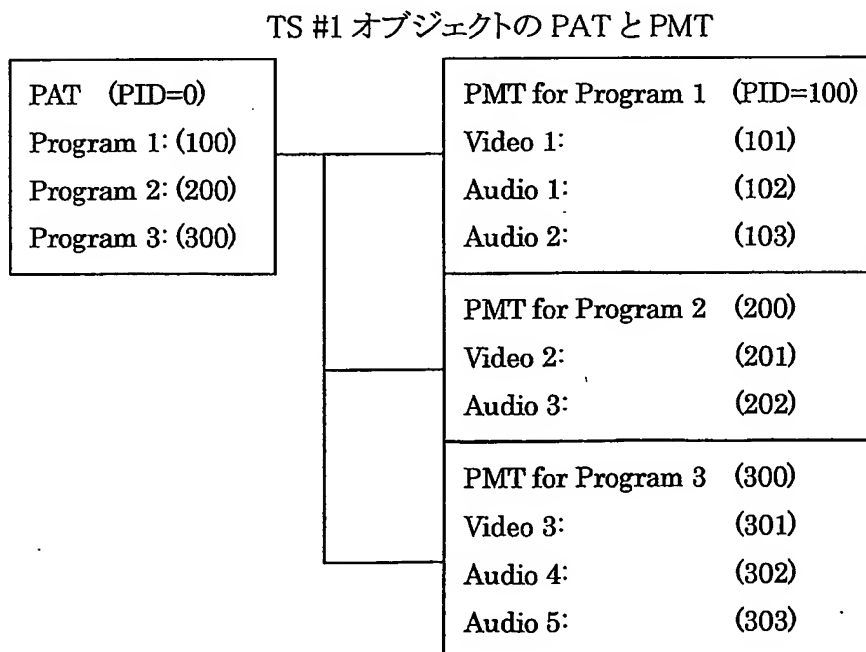 TS #1 オブジェクトの PAT と PMT
PAT (PID=0)
Program 1: (100)
Program 2: (200)
Program 3: (300)
PMT for Program 1 (PID=100)
Video 1: (101)
Audio 1: (102)
Audio 2: (103)
PMT for Program 2 (200)
Video 2: (201)
Audio 3: (202)
PMT for Program 3 (300)
Video 3: (301)
Audio 4: (302)
Audio 5: (303)